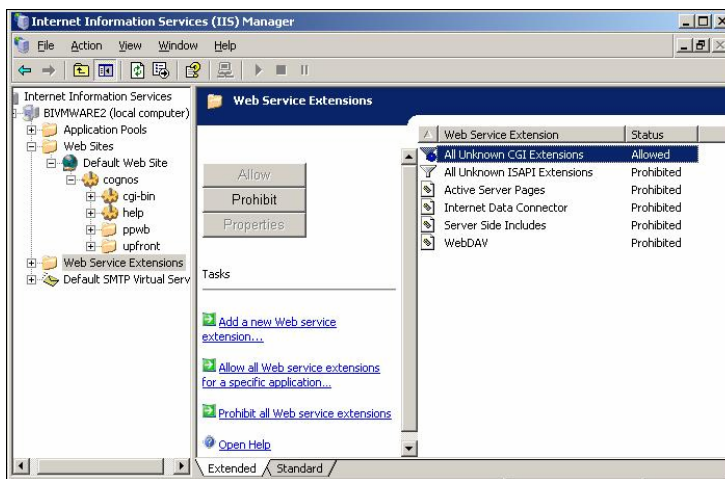 Internet Information Services (IIS) Manager
File Action View Window Help
Internet Information Services
BIVMWARE2 (local computer)
Application Pools
Web Sites
Default Web Site
cognos
cgi-bin
help
ppwb
upfront
Web Service Extensions
Default SMTP Virtual Serv
Web Service Extensions
Allow
Prohibit
Properties
Tasks
Add a new Web service
extension...
Allow all Web service extensions
for a specific application...
Prohibit all Web service extensions
Open Help
Web Service Extension Status
All Unknown CGI Extensions Allowed
All Unknown ISAPI Extensions Prohibited
Active Server Pages Prohibited
Internet Data Connector Prohibited
Server Side Includes Prohibited
WebDAV Prohibited
Extended Standard